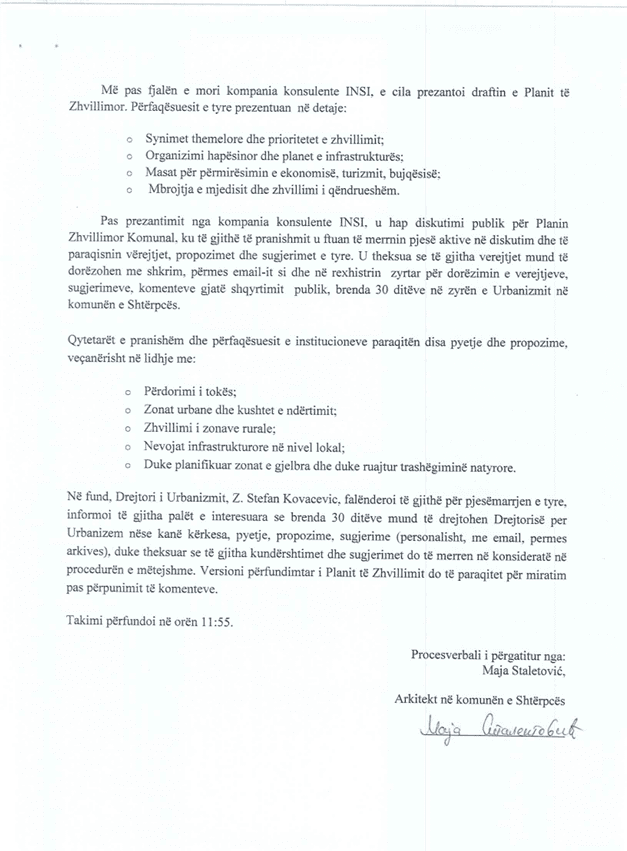 Më pas fjalën e mori kompania konsulente INSI, e cila prezantoi draftin e Planit të
Zhvillimor. Përfaqësuesit e tyre prezentuan në detaje:
o Synimet themelore dhe prioritetet e zhvillimit;
o Organizimi hapësinor dhe planet e infrastrukturës;
o Masat për përmirësimin e ekonomisë, turizmit, bujqësisë;
o Mbrojtja e mjedisit dhe zhvillimi i qëndrueshëm.
Pas prezantimit nga kompania konsulente INSI, u hap diskutimi publik për Planin
Zhvillimor Komunal, ku të gjithë të pranishmit u ftuan të merrnin pjesë aktive në diskutim dhe të
paraqisnin vërejtjet, propozimet dhe sugjerimet e tyre. U theksua se të gjitha verejtjet mund të
dorëzohen me shkrim, përmes email-it si dhe në rexhistrin zyrtar për dorëzimin e verejtjeve,
sugjerimeve, komenteve gjatë shqyrtimit publik, brenda 30 ditëve në zyrën e Urbanizmit në
komunën e Shtërpcës.
Qytetarët e pranishëm dhe përfaqësuesit e institucioneve paraqitën disa pyetje dhe propozime,
veçanërisht në lidhje me:
o Përdorimi i tokës;
o Zonat urbane dhe kushtet e ndërtimit;
o Zhvillimi i zonave rurale;
o Nevojat infrastrukturore në nivel lokal;
o Duke planifikuar zonat e gjelbra dhe duke ruajtur trashëgiminë natyrore.
Në fund, Drejtori i Urbanizmit, Z. Stefan Kovacevic, falënderoi të gjithë për pjesëmarrjen e tyre,
informoi të gjitha palët e interesuara se brenda 30 ditëve mund të drejtohen Drejtorisë per
Urbanizem nëse kanë kërkesa, pyetje, propozime, sugjerime (personalisht, me email, permes
arkives), duke theksuar se të gjitha kundërshtimet dhe sugjerimet do të merren në konsideratë në
procedurën e mëtejshme. Versioni përfundimtar i Planit të Zhvillimit do të paraqitet për miratim
pas përpunimit të komenteve.
Takimi përfundoi në orën 11:55.
Procesverbali i përgatitur nga:
Maja Staletović,
Arkitekt në komunën e Shtërpcës
Маја Сталетовић